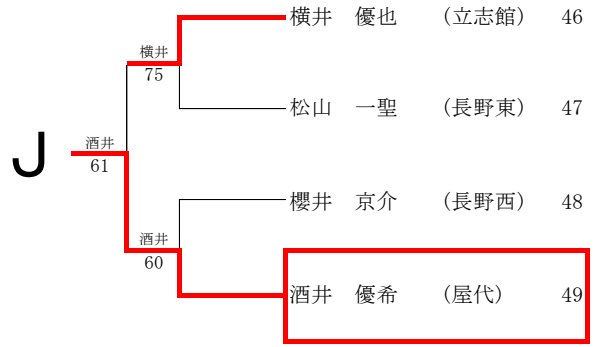 横井 優也 （立志館） 46
横井
75
松山 一聖 （長野東） 47
J
酒井
61
櫻井 京介 （長野西） 48
酒井
60
酒井 優希 （屋代） 49